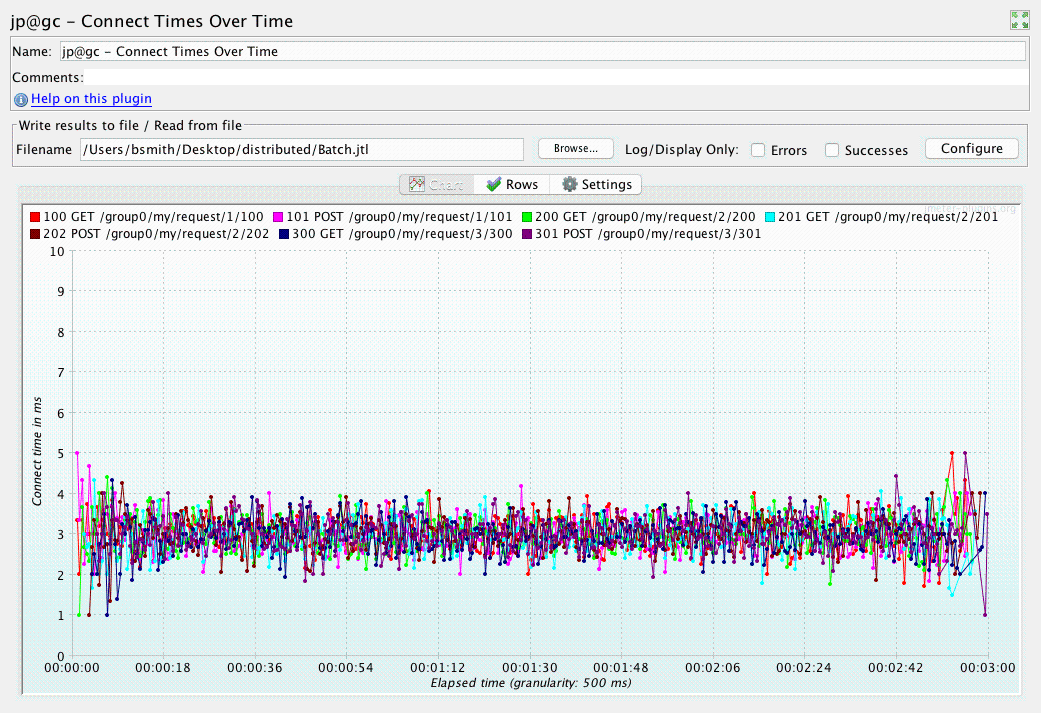 jp@gc - Connect Times Over Time
Name: jp@gc - Connect Times Over Time
Comments:
Help on this plugin
Write results to file / Read from file
Filename /Users/bsmith/Desktop/distributed/Batch.jtl Browse... Log/Display Only: Errors Successes Configure
Chart Rows Settings
jmeter-plugins.org
100 GET /group0/my/request/1/100 101 POST /group0/my/request/1/101 200 GET /group0/my/request/2/200 201 GET /group0/my/request/2/201
202 POST /group0/my/request/2/202 300 GET /group0/my/request/3/300 301 POST /group0/my/request/3/301
10
9
8
7
6
5
4
3
2
1
0
Connect time in ms
00:00:00 00:00:18 00:00:36 00:00:54 00:01:12 00:01:30 00:01:48 00:02:06 00:02:24 00:02:42 00:03:00
Elapsed time (granularity: 500 ms)